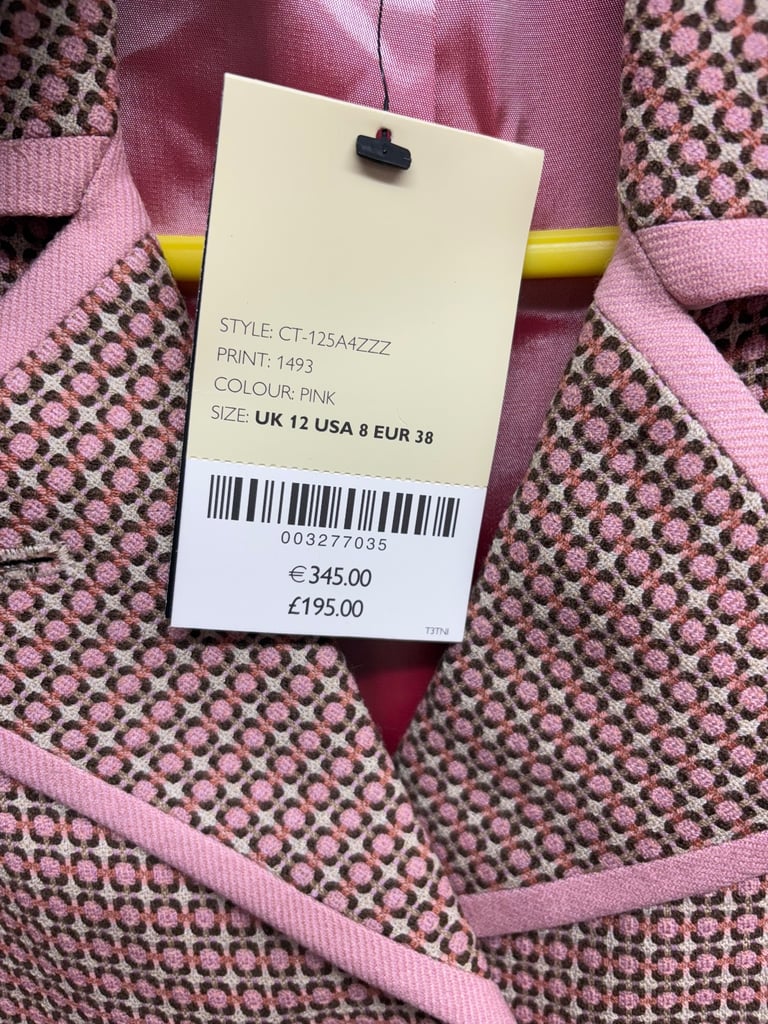 STYLE: CT-125A4ZZZ
PRINT: 1493
COLOUR: PINK
SIZE: UK 12 USA 8 EUR 38
003277035
€345.00
£195.00
T3TNI